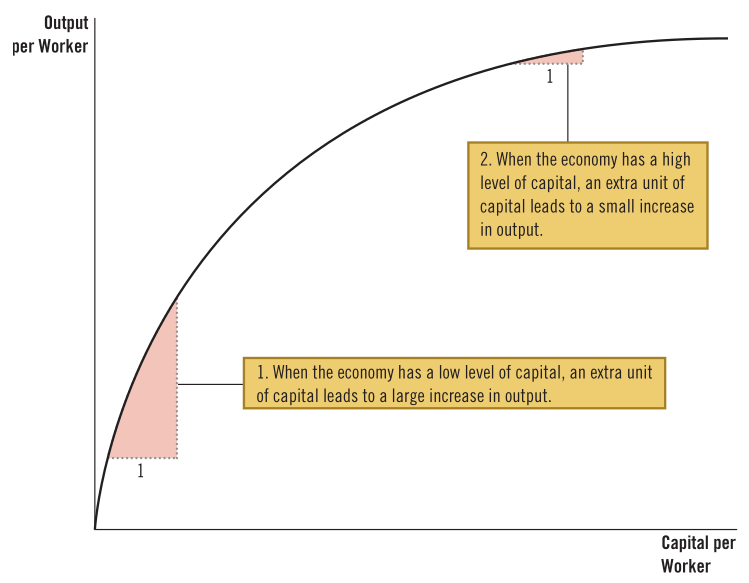 Output
per Worker
1
2. When the economy has a high
level of capital, an extra unit of
capital leads to a small increase
in output.
1. When the economy has a low level of capital, an extra unit
of capital leads to a large increase in output.
1
Capital per
Worker